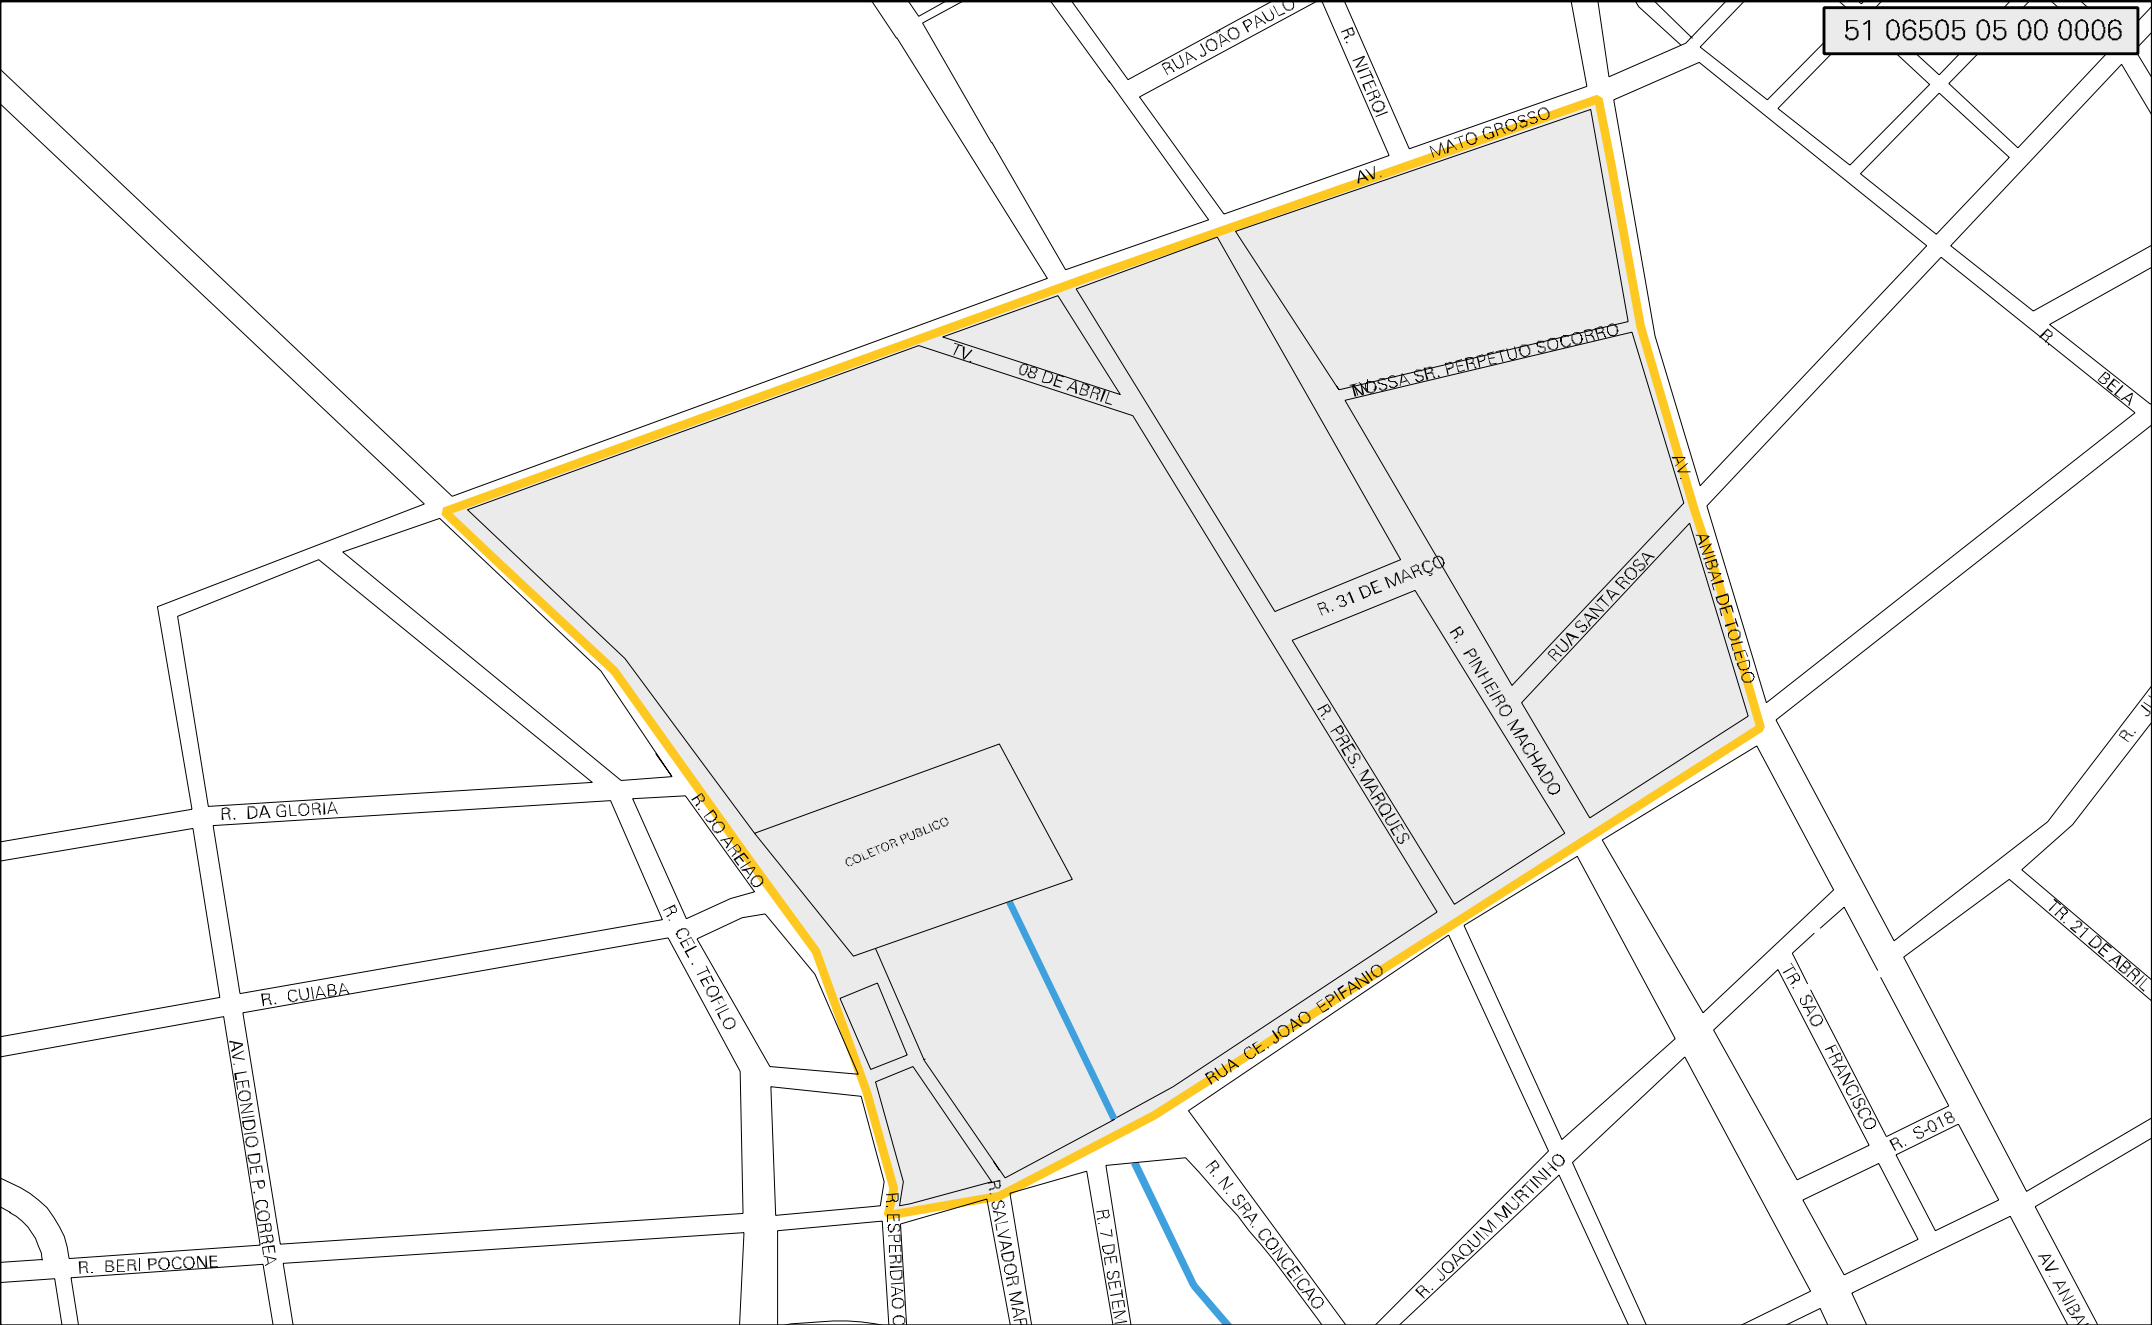 51 06505 05 00 0006
RUA JOÃO PAULO
R. NITEROI
AV. MATO GROSSO
TV. 08 DE ABRIL
NOSSA SR. PERPETUO SOCORRO
R. BELA
AV. ANIBAL DE TOLEDO
R. 31 DE MARÇO
RUA SANTA ROSA
R. PINHEIRO MACHADO
R. PRES. MARQUES
R. DA GLORIA
R. DO AREIAO
COLETOR PUBLICO
R. CEL. TEOFILO
R. CUIABA
AV. LEONIDIO DE P. CORREA
RUA CE. JOAO EPIFANIO
TR. 21 DE ABRIL
TR. SAO FRANCISCO
R. S-018
R. BERI POCONE
R. ESPERIDIAO C
R. SALVADOR MAR
R. 7 DE SETEM
R. N. SRA. CONCEICAO
R. JOAQUIM MURTINHO
AV. ANIBA
R.